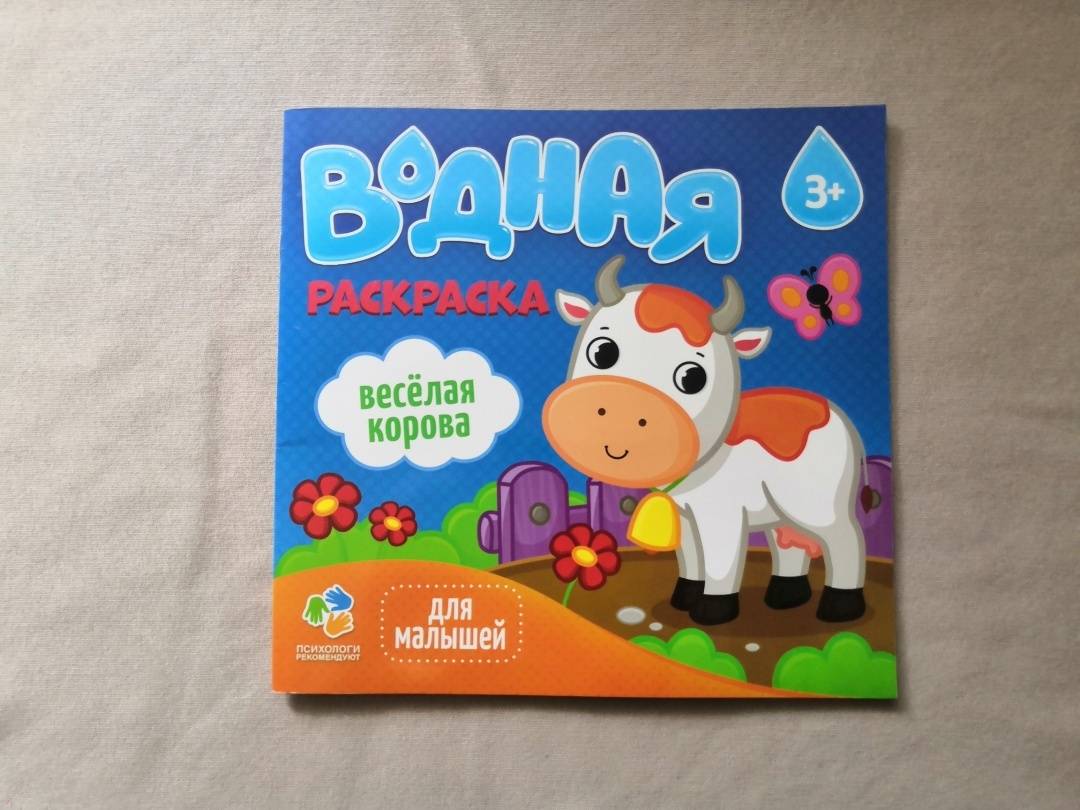 ВОДНАЯ
3+
РАСКРАСКА
весёлая
корова
для
малышей
ПСИХОЛОГИ
РЕКОМЕНДУЮТ